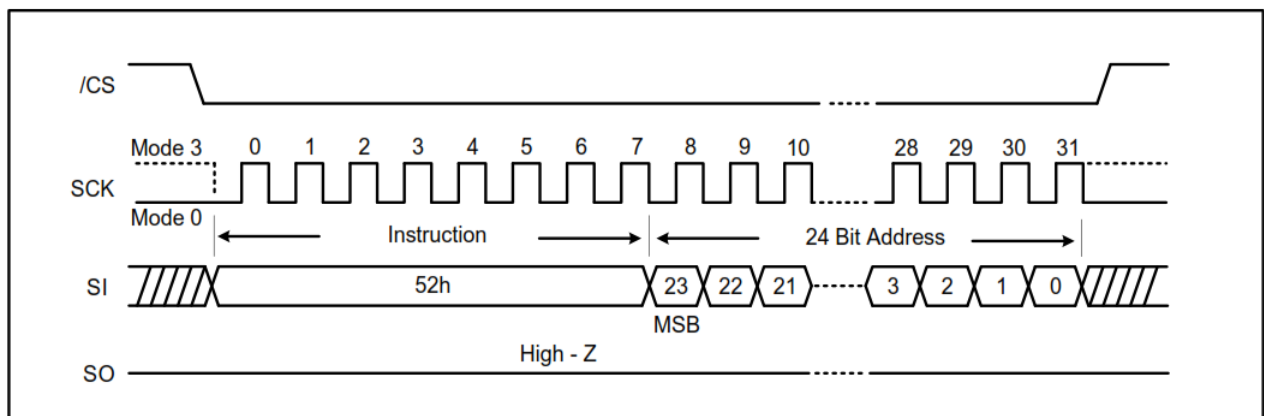 /CS
Mode 3 0 1 2 3 4 5 6 7 8 9 10 28 29 30 31
SCK
Mode 0
Instruction 24 Bit Address
SI 52h 23 22 21 3 2 1 0
MSB
High - Z
SO